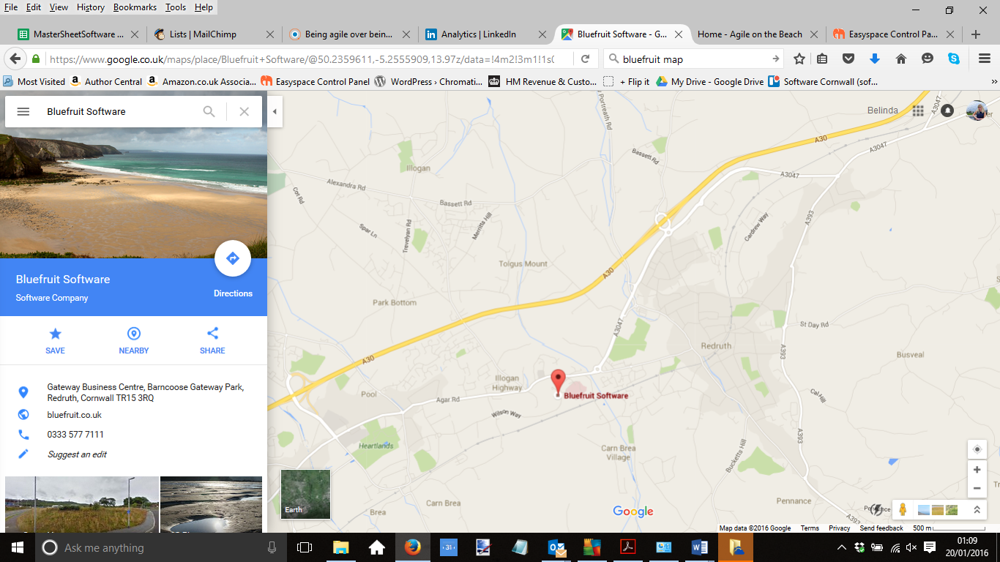 File Edit View History Bookmarks Tools Help
MasterSheetSoftware ...
Lists | MailChimp
Being agile over bein...
Analytics | LinkedIn
Bluefruit Software - G...
Home - Agile on the Beach
Easyspace Control Pa...
https://www.google.co.uk/maps/place/Bluefruit+Software/@50.2359611,-5.2555909,13.97z/data=!4m2!3m1!1s0
bluefruit map
Most Visited
Author Central
Amazon.co.uk Associa...
Easyspace Control Panel
WordPress › Chromati...
HM Revenue & Custo...
+ Flip it
My Drive - Google Drive
Software Cornwall (sof...
Bluefruit Software
Belinda
Bluefruit Software
Software Company
Directions
SAVE
NEARBY
SHARE
Gateway Business Centre, Barncoose Gateway Park,
Redruth, Cornwall TR15 3RQ
bluefruit.co.uk
0333 577 7111
Suggest an edit
Portreath Rd
A3047
A30
A3047
Bassett Rd
Illogan
A3047
Alexandra Rd
Cot Rd
Bassett Rd
Merritts Hill
Spar Ln
Trevelyan Rd
Cardrew Way
A393
Tolgus Mount
A30
Park Bottom
A3047
St Day Rd
Redruth
A393
Busveal
A30
Illogan
Highway
Pool
Agar Rd
Bluefruit Software
Cal Hill
Wilson Way
Heartlands
A393
Carn Brea
Village
Bucketts Hill
Brea
Carn Brea
Pennance
Pennance
A393
Earth
Google
Map data ©2016 Google Terms Privacy Send feedback 500 m
Ask me anything
31
01:09
20/01/2016